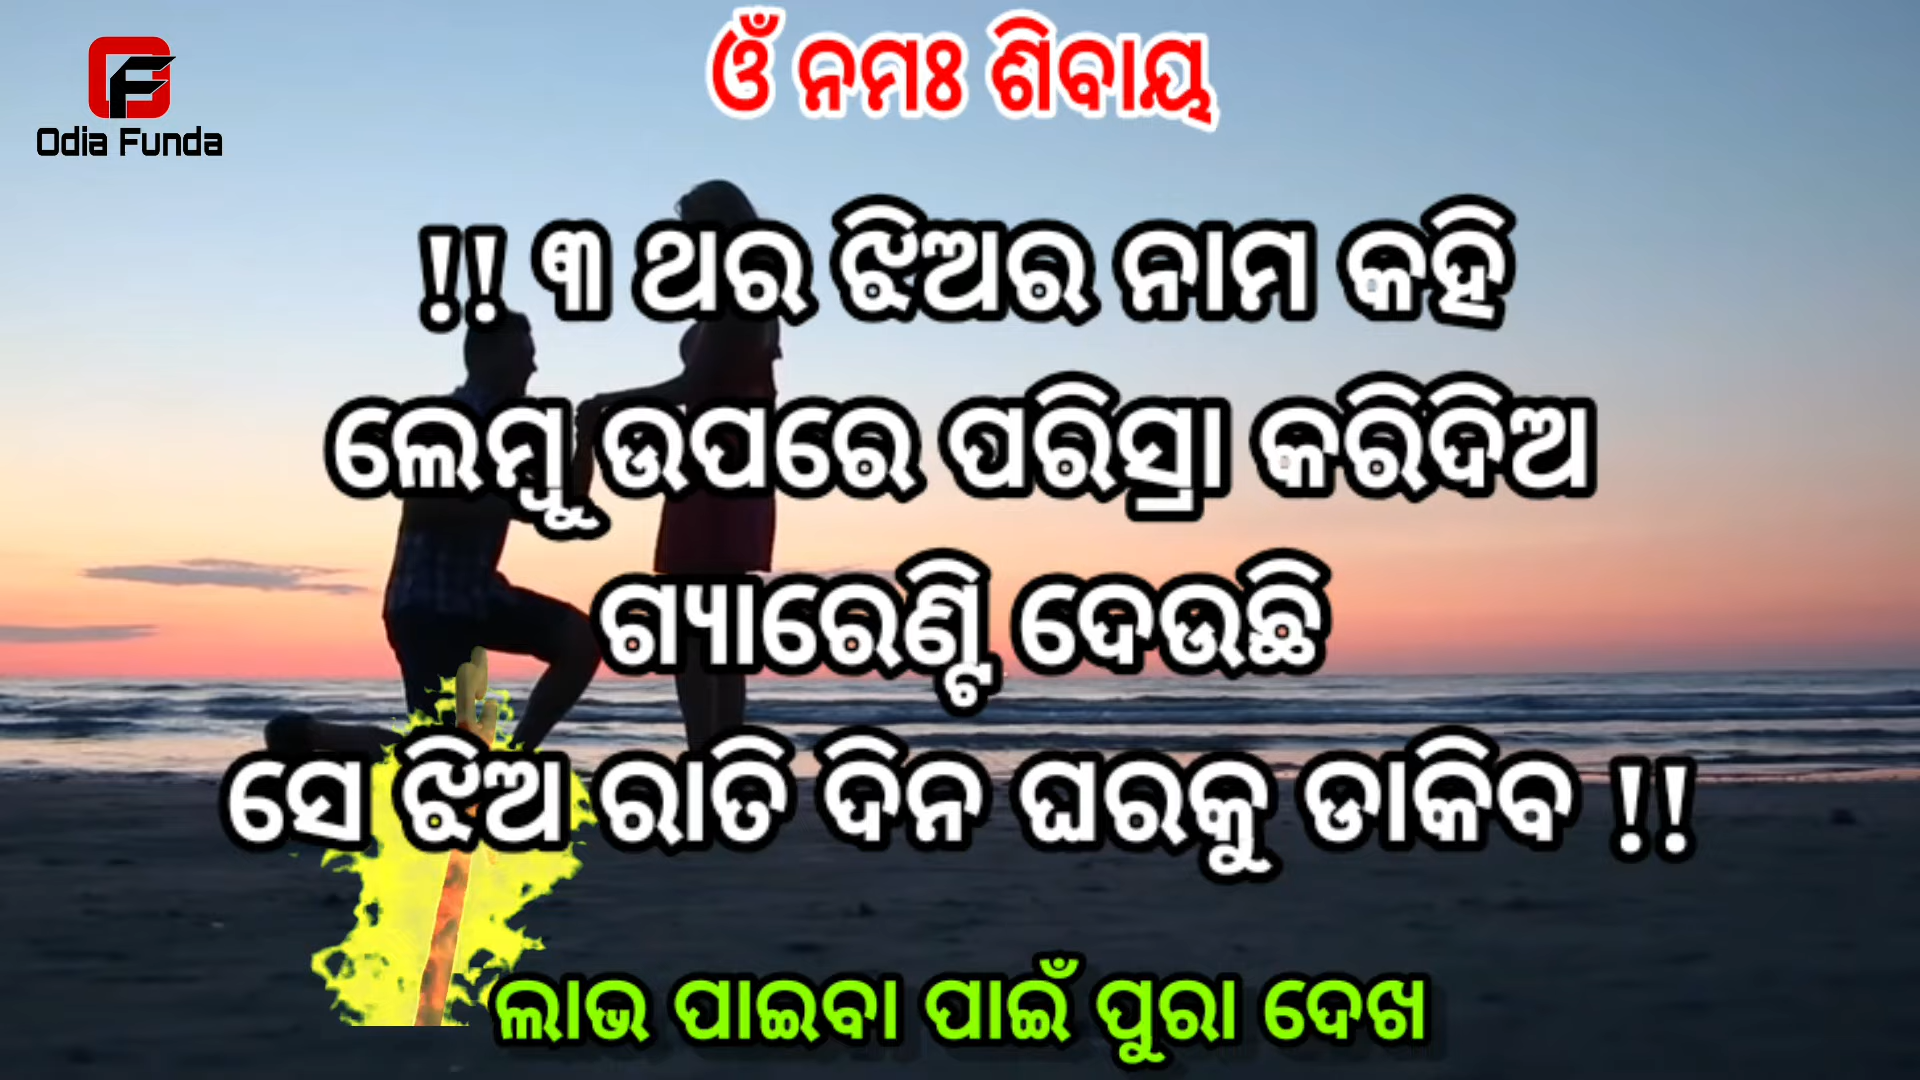 ଓଁ ନମଃ ଶିବାୟ
Odia Funda
!! ୩ ଥର ଝିଅର ନାମ କହି
ଲେମ୍ବୁ ଉପରେ ପରିସ୍ରା କରିଦିଅ
ଗ୍ୟାରେଣ୍ଟି ଦେଉଛି
ସେ ଝିଅ ରାତି ଦିନ ଘରକୁ ଡାକିବ !!
ଲାଭ ପାଇବା ପାଇଁ ପୁରା ଦେଖ